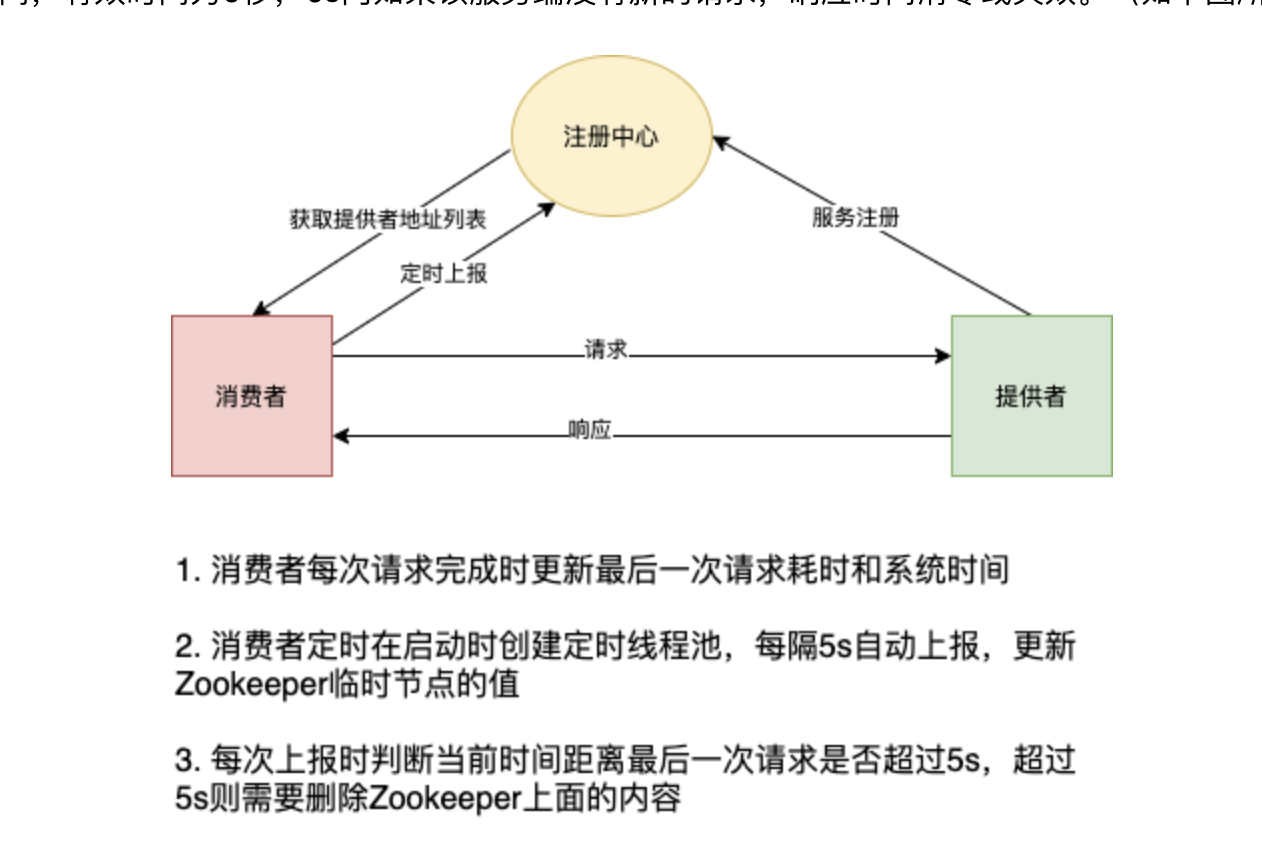 注册中心
获取提供者地址列表
服务注册
定时上报
请求
消费者
提供者
响应
1. 消费者每次请求完成时更新最后一次请求耗时和系统时间
2. 消费者定时在启动时创建定时线程池，每隔5s自动上报，更新
Zookeeper临时节点的值
3. 每次上报时判断当前时间距离最后一次请求是否超过5s，超过
5s则需要删除Zookeeper上面的内容